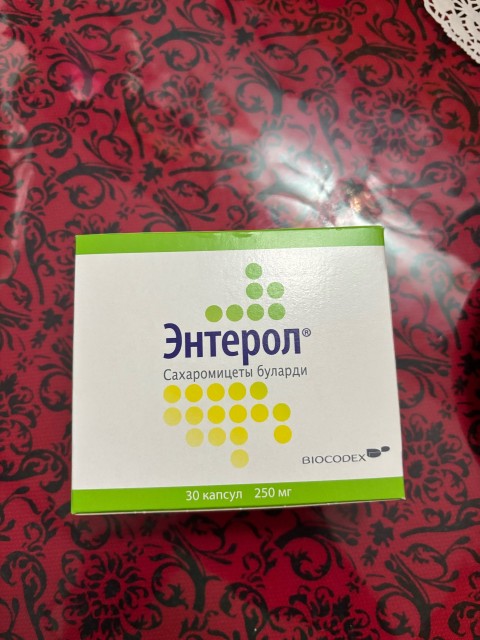 Энтерол®
Сахаромицеты буларди
BIOCODEX
30 капсул 250 мг